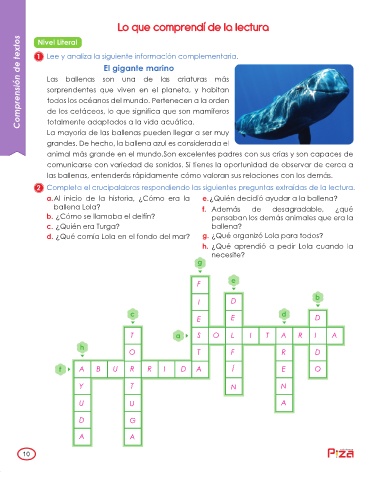 Lo que comprendí de la lectura
Comprensión de textos
Nivel Literal
1 Lee y analiza la siguiente información complementaria.
El gigante marino
Las ballenas son una de las criaturas más
sorprendentes que viven en el planeta, y habitan
todos los océanos del mundo. Pertenecen a la orden
de los cetáceos, lo que significa que son mamíferos
totalmente adaptados a la vida acuática.
La mayoría de las ballenas pueden llegar a ser muy
grandes. De hecho, la ballena azul es considerada el
animal más grande en el mundo.Son excelentes padres con sus crías y son capaces de
comunicarse con variedad de sonidos. Si tienes la oportunidad de observar de cerca a
las ballenas, entenderás rápidamente cómo valoran sus relaciones con los demás.
2 Completa el crucipalabras respondiendo las siguientes preguntas extraídas de la lectura.
a.Al inicio de la historia, ¿Cómo era la
ballena Lola?
b. ¿Cómo se llamaba el delfín?
c. ¿Quién era Turga?
d. ¿Qué comía Lola en el fondo del mar?
e.¿Quién decidió ayudar a la ballena?
f. Además de desagradable, ¿qué
pensaban los demás animales que era la
ballena?
g. ¿Qué organizó Lola para todos?
h. ¿Qué aprendió a pedir Lola cuando la
necesite?
g
F e
I D b
c E E d D
T a S O L I T A R I A
h O T F R D
f A B U R R I D A Í E O
Y T N N
U U A
D G
A A
10
Piza